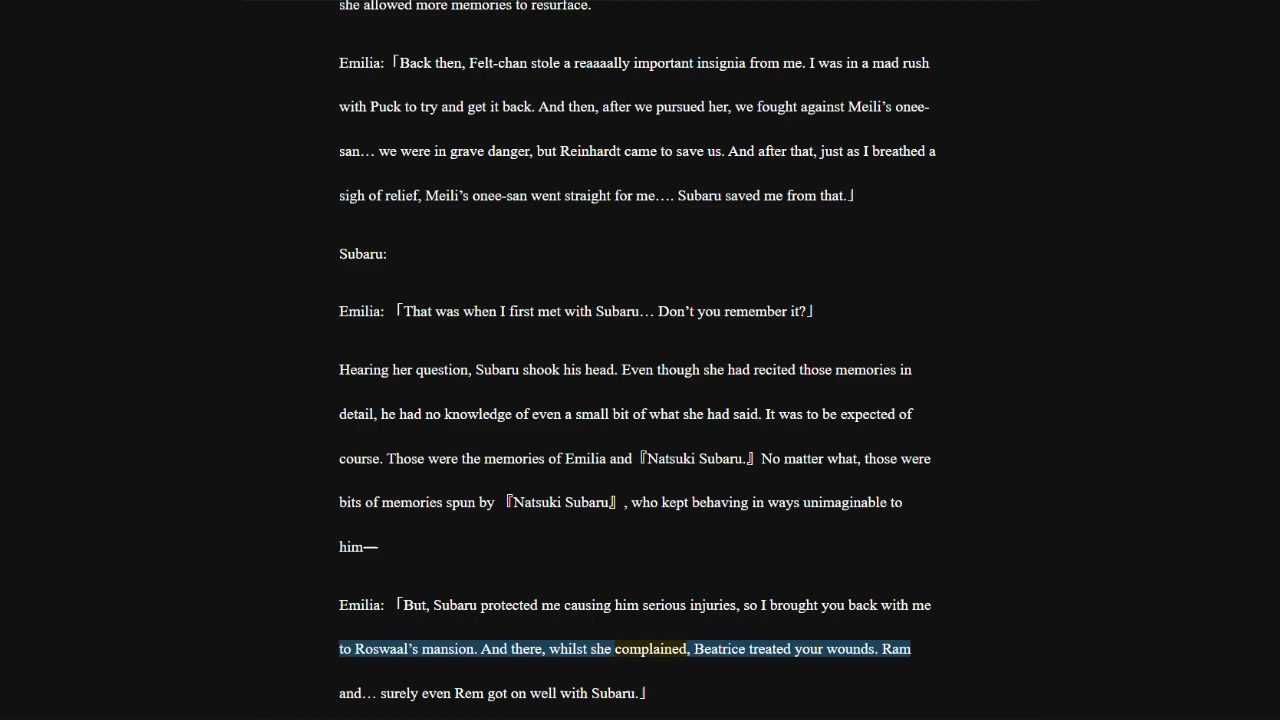 she allowed more memories to resurface.
Emilia:「Back then, Felt-chan stole a reaaaally important insignia from me. I was in a mad rush
with Puck to try and get it back. And then, after we pursued her, we fought against Meili’s onee-
san… we were in grave danger, but Reinhardt came to save us. And after that, just as I breathed a
sigh of relief, Meili’s onee-san went straight for me…. Subaru saved me from that.」
Subaru:
Emilia: 「That was when I first met with Subaru… Don’t you remember it?」
Hearing her question, Subaru shook his head. Even though she had recited those memories in
detail, he had no knowledge of even a small bit of what she had said. It was to be expected of
course. Those were the memories of Emilia and『Natsuki Subaru.』No matter what, those were
bits of memories spun by 『Natsuki Subaru』, who kept behaving in ways unimaginable to
him—
Emilia: 「But, Subaru protected me causing him serious injuries, so I brought you back with me
to Roswaal’s mansion. And there, whilst she complained, Beatrice treated your wounds. Ram
and… surely even Rem got on well with Subaru.」